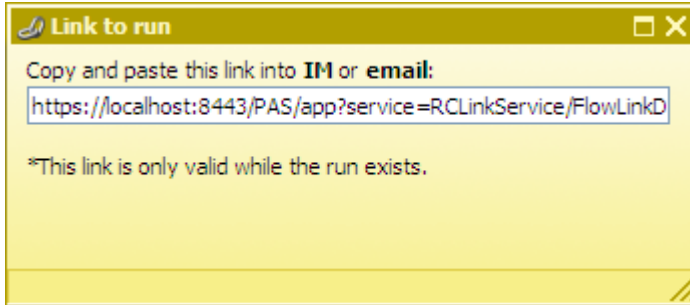 Link to run
Copy and paste this link into IM or email:
https://localhost:8443/PAS/app?service=RCLinkService/FlowLinkD
*This link is only valid while the run exists.